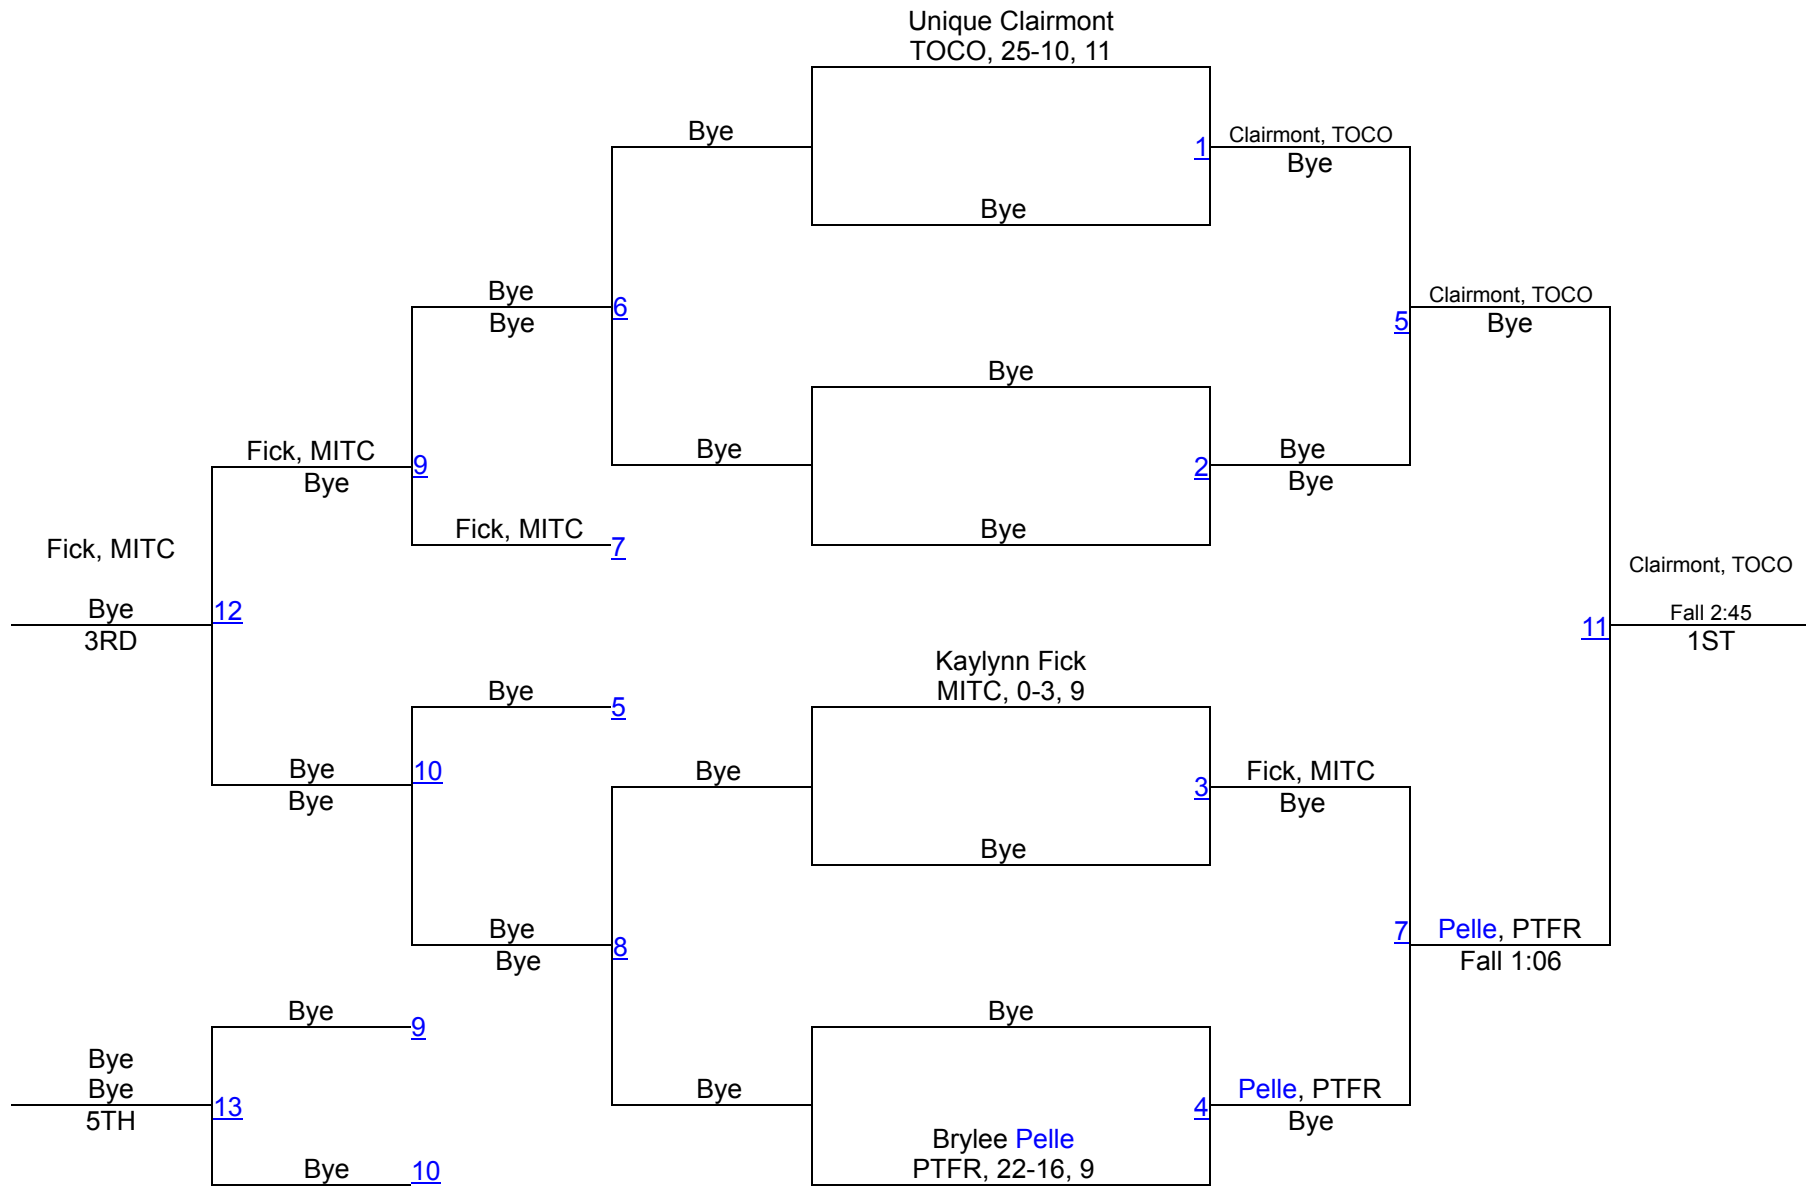 Unique Clairmont
TOCO, 25-10, 11
Bye
1
Clairmont, TOCO
Bye
Bye
Bye
Bye
6
Clairmont, TOCO
Bye
5
Bye
Bye
2
Bye
Bye
Bye
Fick, MITC
Bye
9
Fick, MITC
7
Fick, MITC
Bye
3RD
12
Clairmont, TOCO
Fall 2:45
1ST
11
Kaylynn Fick
MITC, 0-3, 9
Bye
5
Bye
3
Fick, MITC
Bye
Bye
Bye
Bye
10
Bye
Bye
8
7
Pelle, PTFR
Fall 1:06
Bye
9
Bye
Bye
Bye
5TH
13
Bye
4
Pelle, PTFR
Bye
Brylee Pelle
PTFR, 22-16, 9
Bye
10